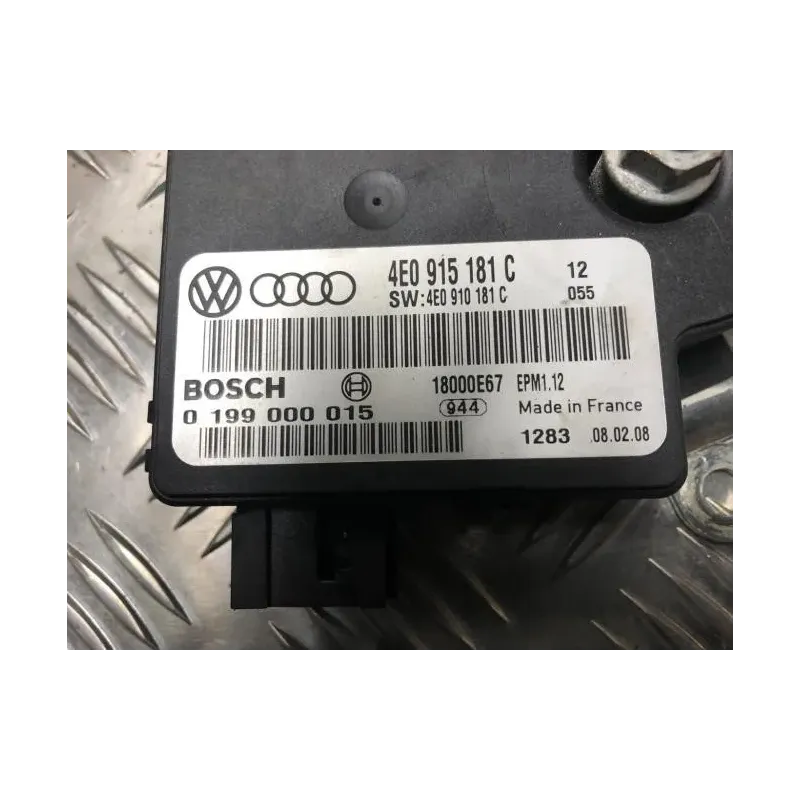 4E0 915 181 C 12
SW:4E0 910 181 C 055
BOSCH 18000E67 EPM1.12
0 199 000 015 944 Made in France
1283 08.02.08